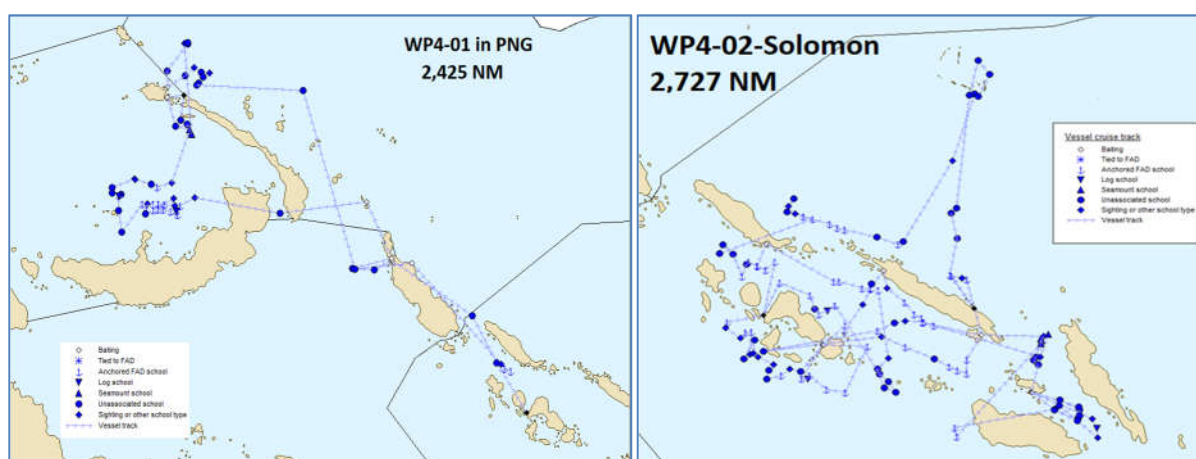 WP4-01 in PNG
2,425 NM
Baiting
Tied to FAD
Anchored FAD school
Log school
Seamount school
Unassociated school
Sighting or other school type
Vessel track
WP4-02-Solomon
2,727 NM
Vessel cruise track
Baiting
Tied to FAD
Anchored FAD school
Log school
Seamount school
Unassociated school
Sighting or other school type
Vessel track